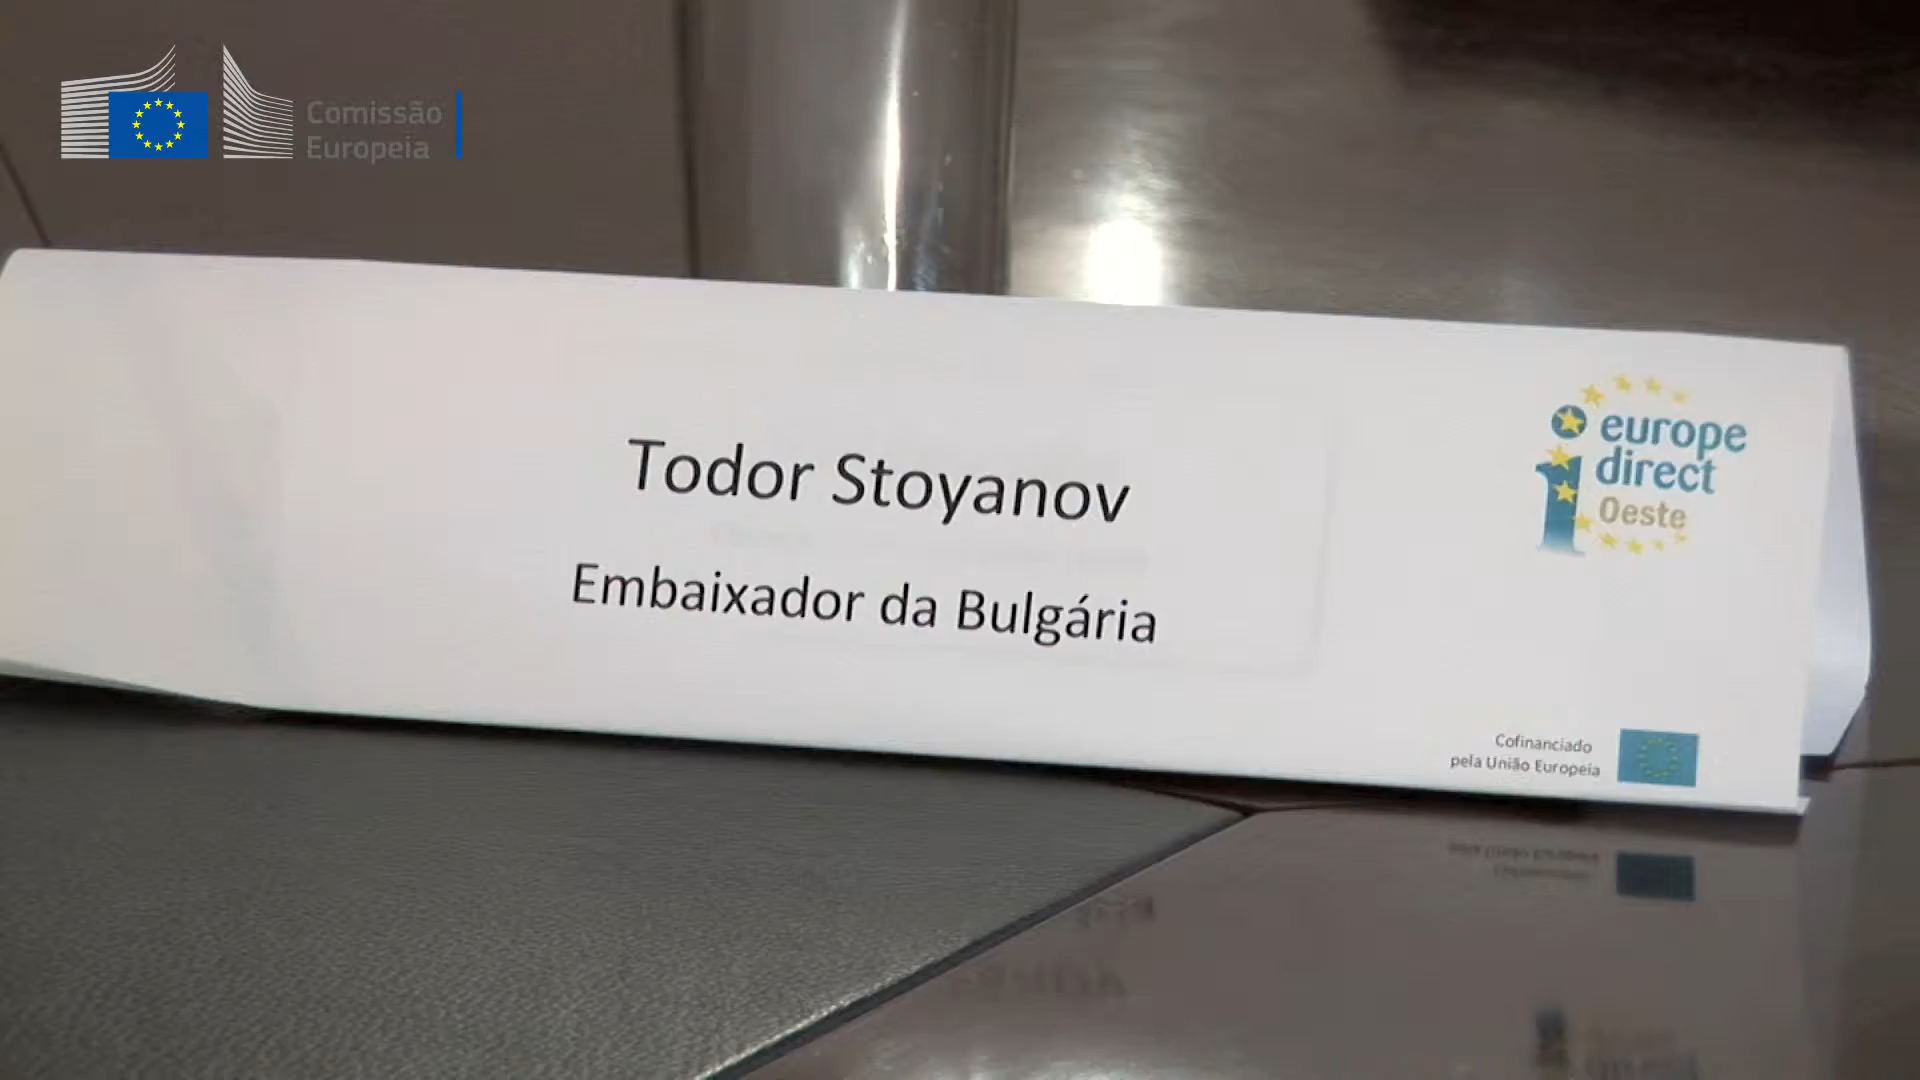 Comissão
Europeia
Todor Stoyanov
Embaixador da Bulgária
europe
direct
Oeste
Cofinanciado
pela União Europeia